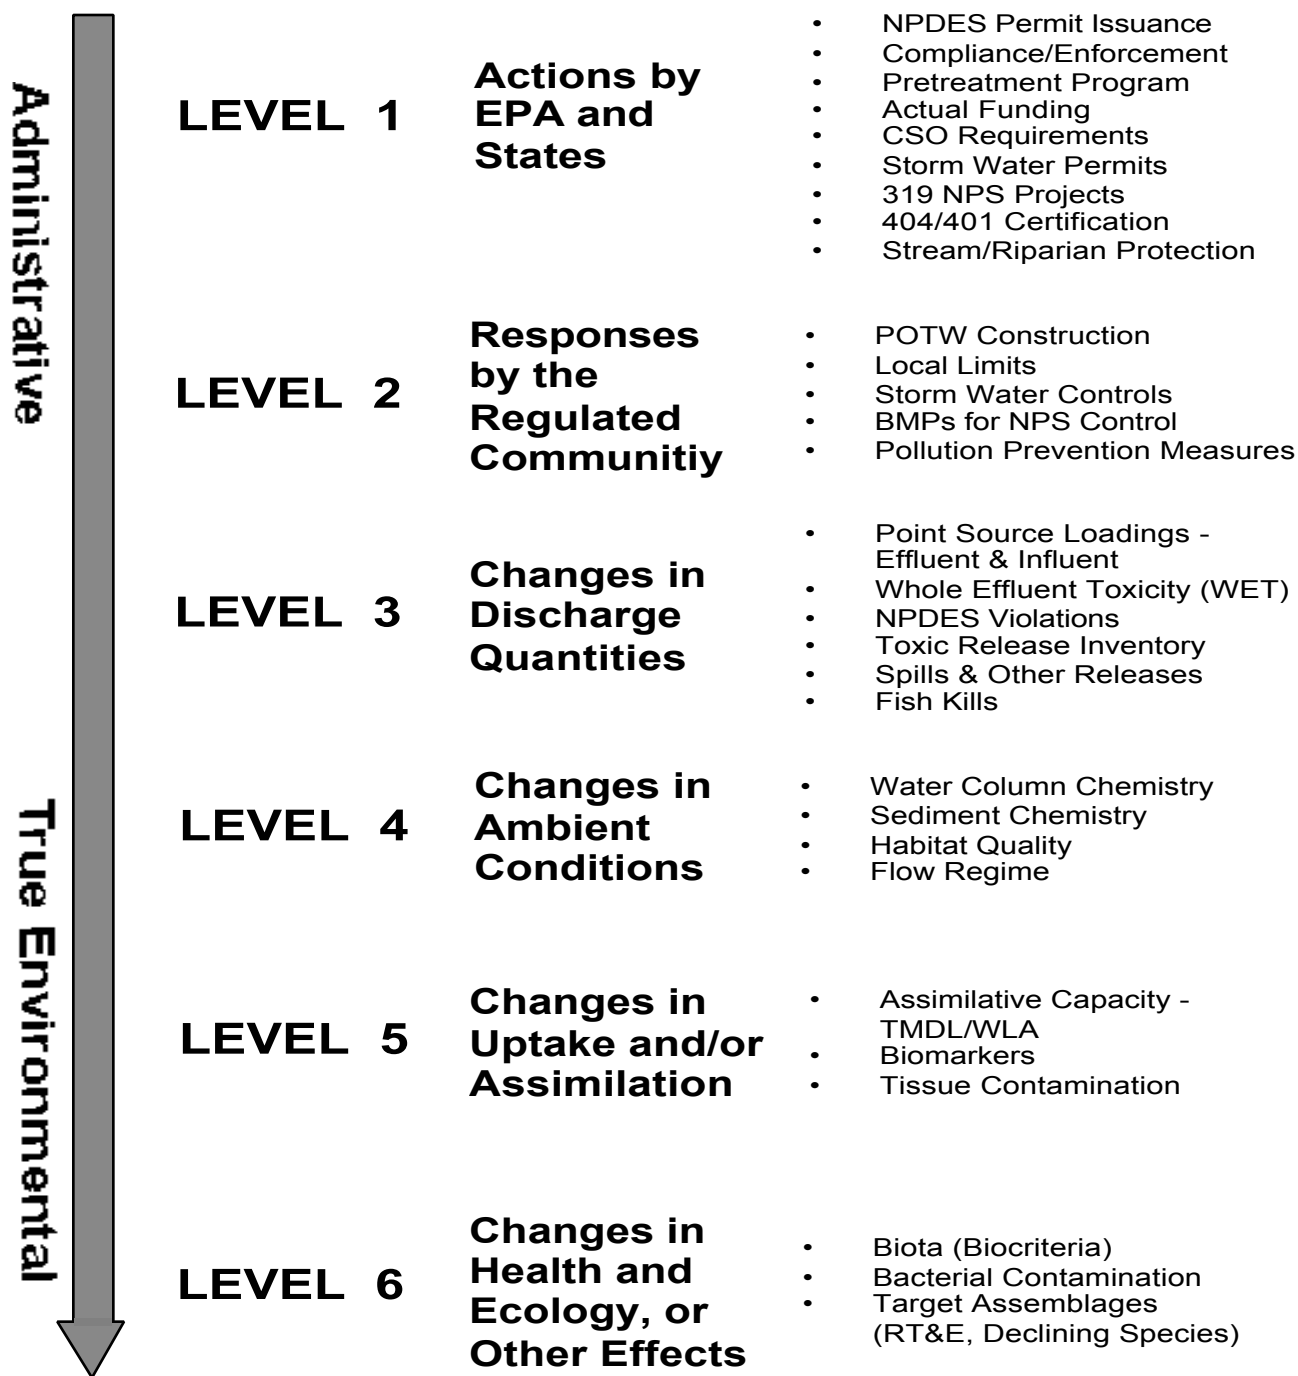 Administrative
True Environmental
LEVEL 1
Actions by
EPA and
States
• NPDES Permit Issuance
• Compliance/Enforcement
• Pretreatment Program
• Actual Funding
• CSO Requirements
• Storm Water Permits
• 319 NPS Projects
• 404/401 Certification
• Stream/Riparian Protection
LEVEL 2
Responses
by the
Regulated
Communitiy
• POTW Construction
• Local Limits
• Storm Water Controls
• BMPs for NPS Control
• Pollution Prevention Measures
LEVEL 3
Changes in
Discharge
Quantities
• Point Source Loadings -
Effluent & Influent
• Whole Effluent Toxicity (WET)
• NPDES Violations
• Toxic Release Inventory
• Spills & Other Releases
• Fish Kills
LEVEL 4
Changes in
Ambient
Conditions
• Water Column Chemistry
• Sediment Chemistry
• Habitat Quality
• Flow Regime
LEVEL 5
Changes in
Uptake and/or
Assimilation
• Assimilative Capacity -
TMDL/WLA
• Biomarkers
• Tissue Contamination
LEVEL 6
Changes in
Health and
Ecology, or
Other Effects
• Biota (Biocriteria)
• Bacterial Contamination
• Target Assemblages
(RT&E, Declining Species)